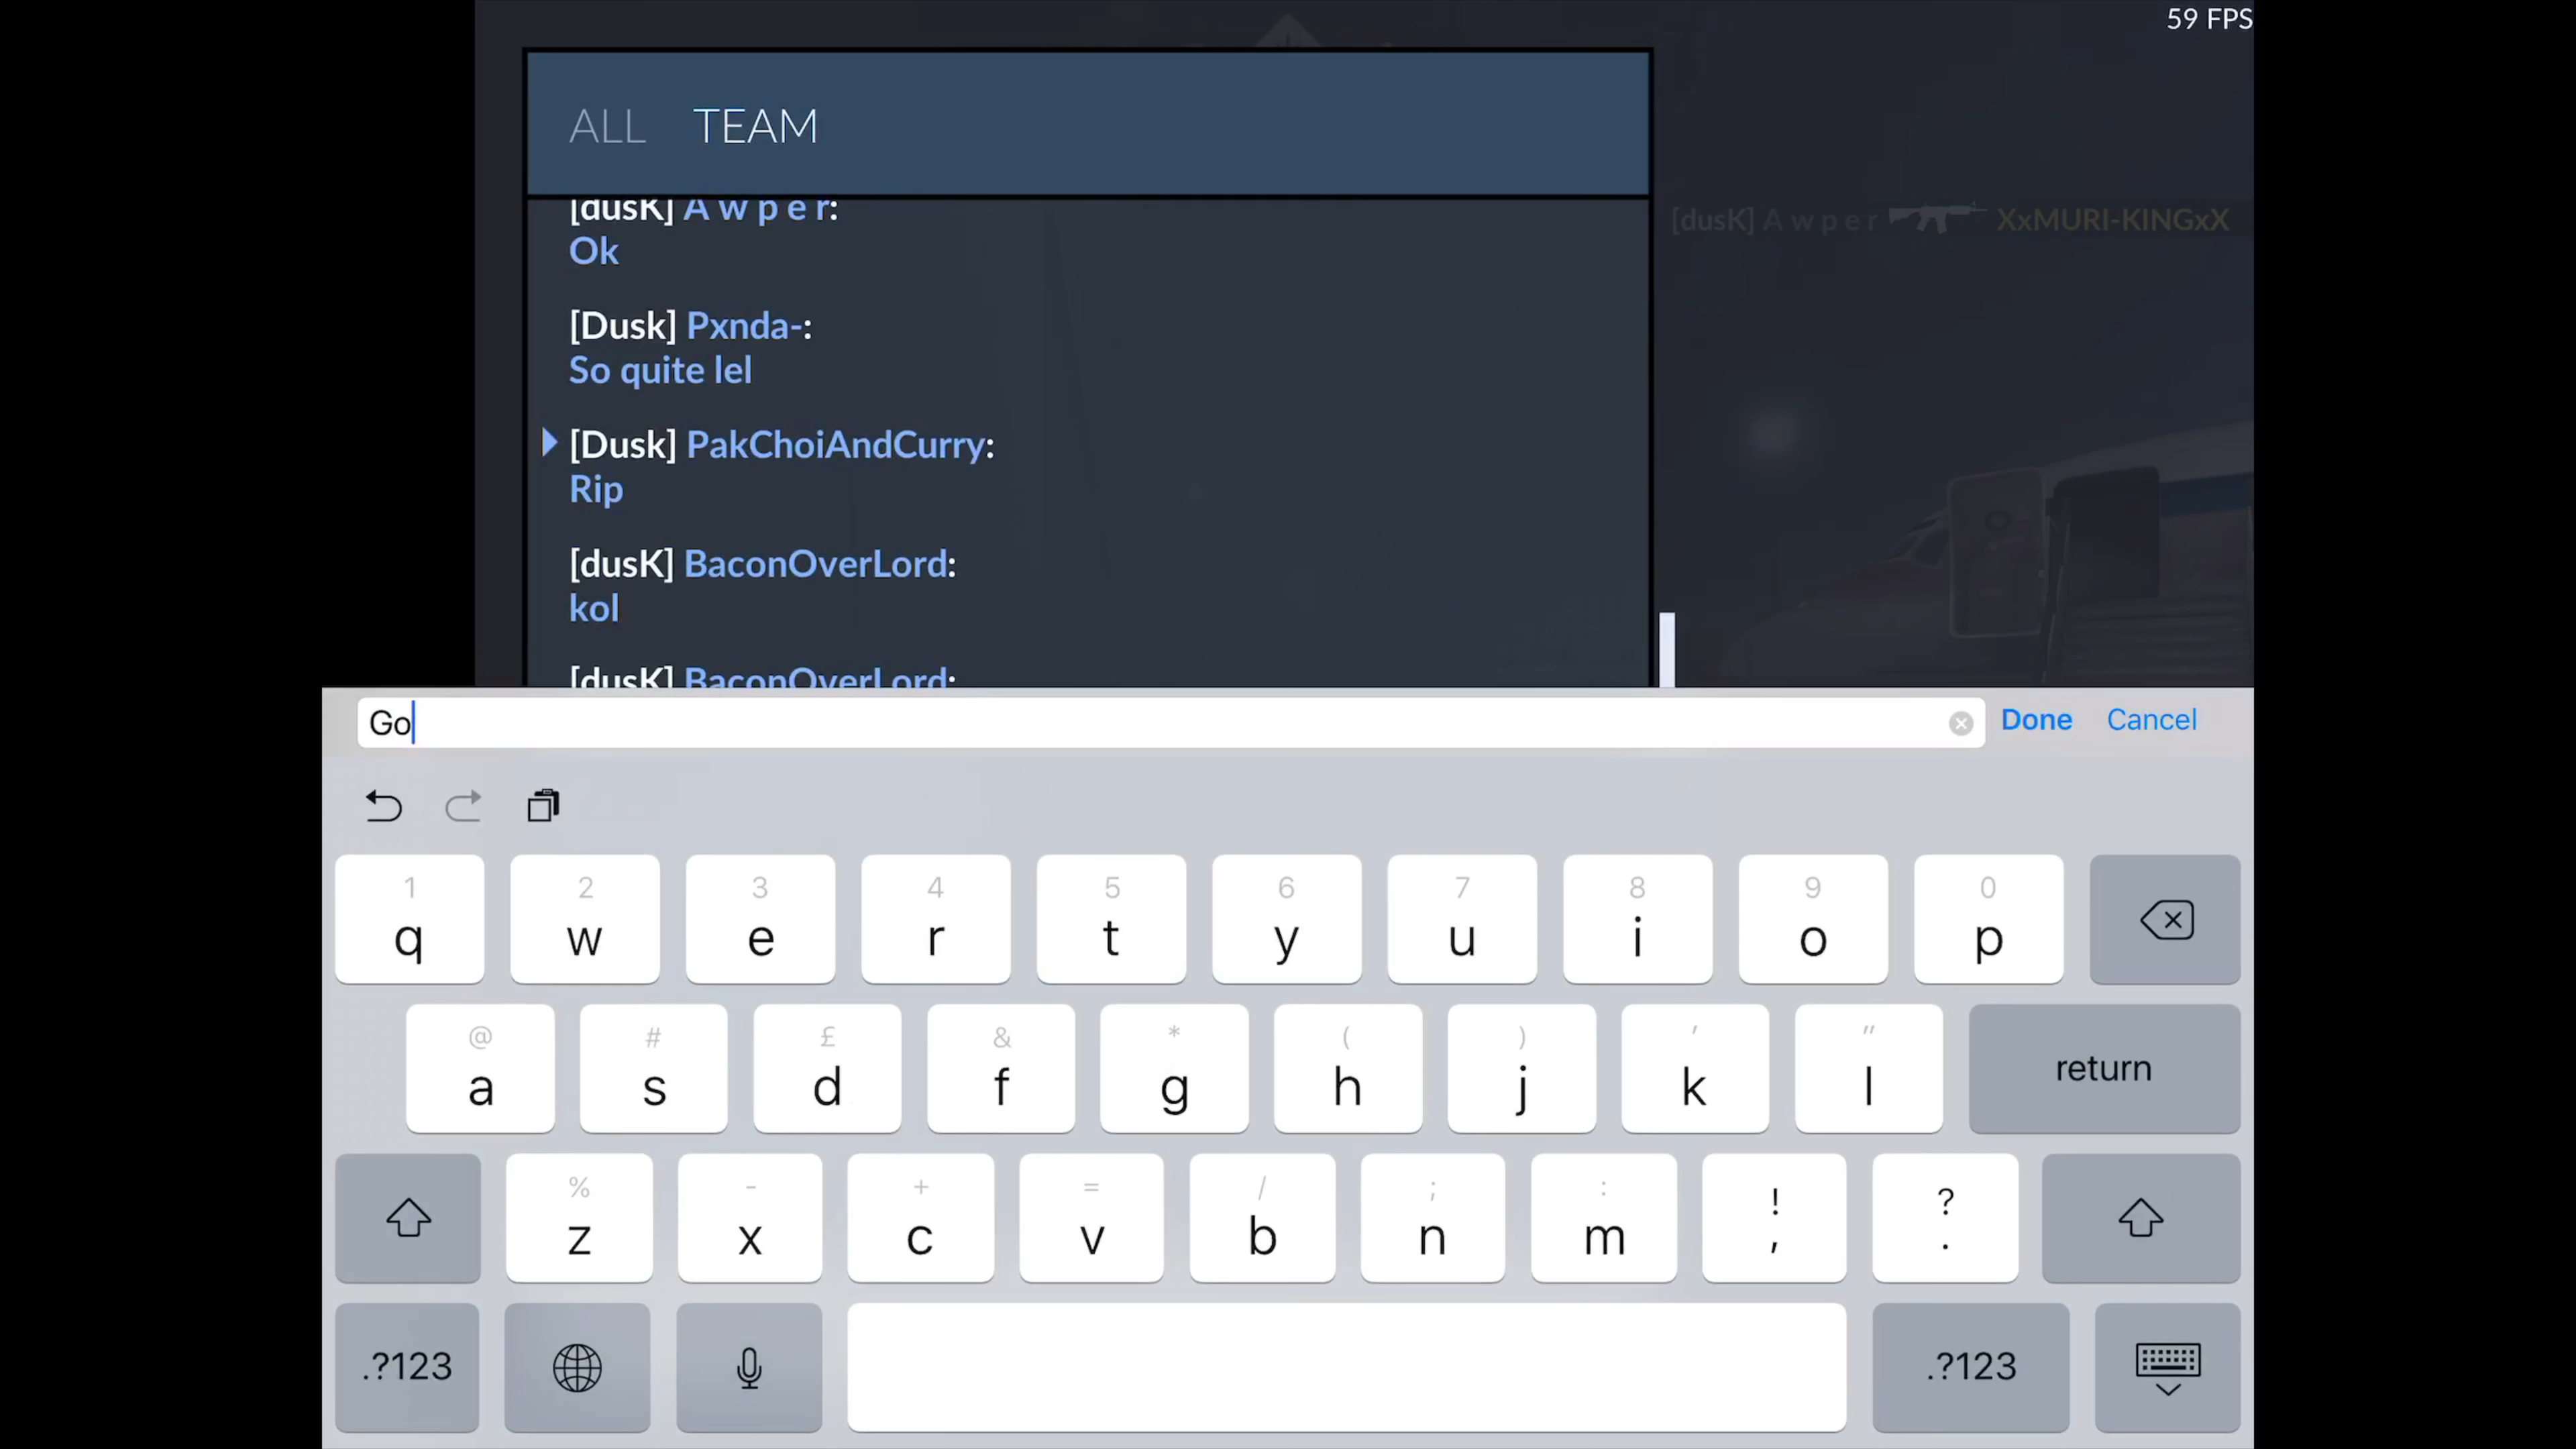 59 FPS
ALL TEAM
[dusK] A w p e r:
Ok
[dusK] A w p e r XxMURI-KINGxX
[Dusk] Pxnda-:
So quite lel
[Dusk] PakChoiAndCurry:
Rip
[dusK] BaconOverLord:
kol
[dusK] BaconOverLord:
Go Done Cancel
1 2 3 4 5 6 7 8 9 0
q w e r t y u i o p
@ # £ & * ( ) ' "
a s d f g h j k l return
% - + = / ; : ! ?
z x c v b n m , .
.?123 .?123